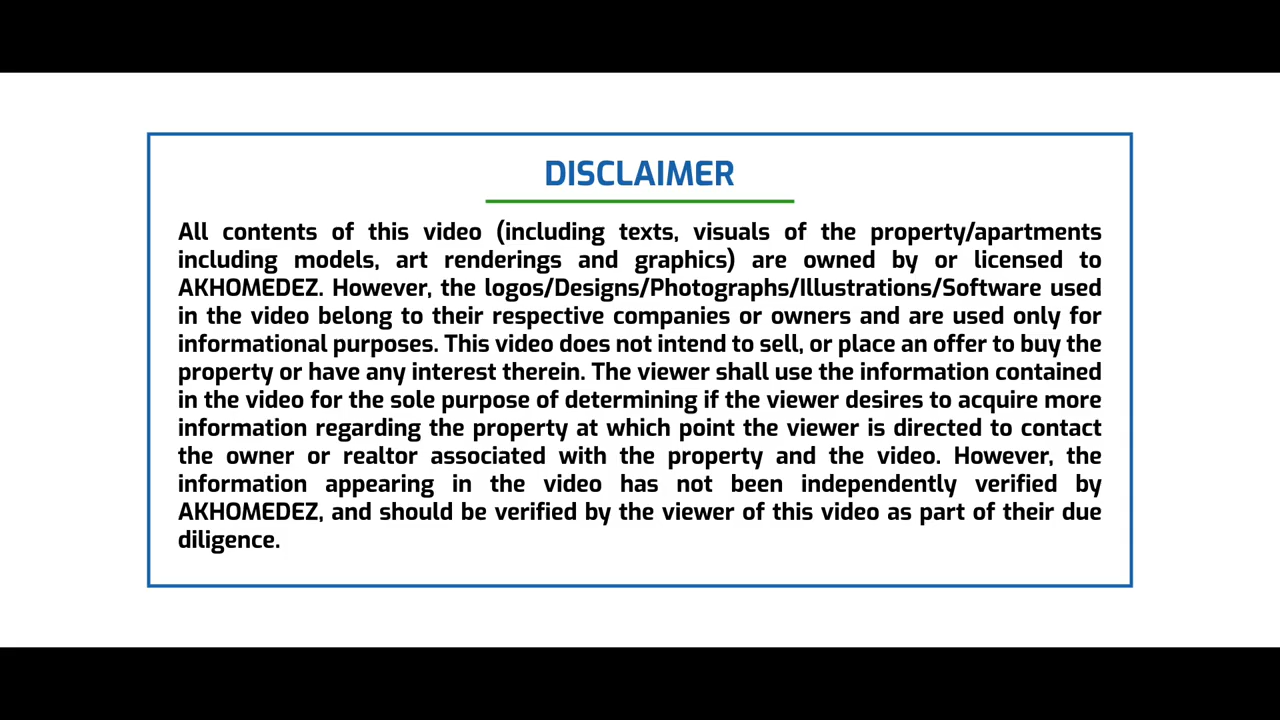 DISCLAIMER
All contents of this video (including texts, visuals of the property/apartments
including models, art renderings and graphics) are owned by or licensed to
AKHOMEDEZ. However, the logos/Designs/Photographs/Illustrations/Software used
in the video belong to their respective companies or owners and are used only for
informational purposes. This video does not intend to sell, or place an offer to buy the
property or have any interest therein. The viewer shall use the information contained
in the video for the sole purpose of determining if the viewer desires to acquire more
information regarding the property at which point the viewer is directed to contact
the owner or realtor associated with the property and the video. However, the
information appearing in the video has not been independently verified by
AKHOMEDEZ, and should be verified by the viewer of this video as part of their due
diligence.